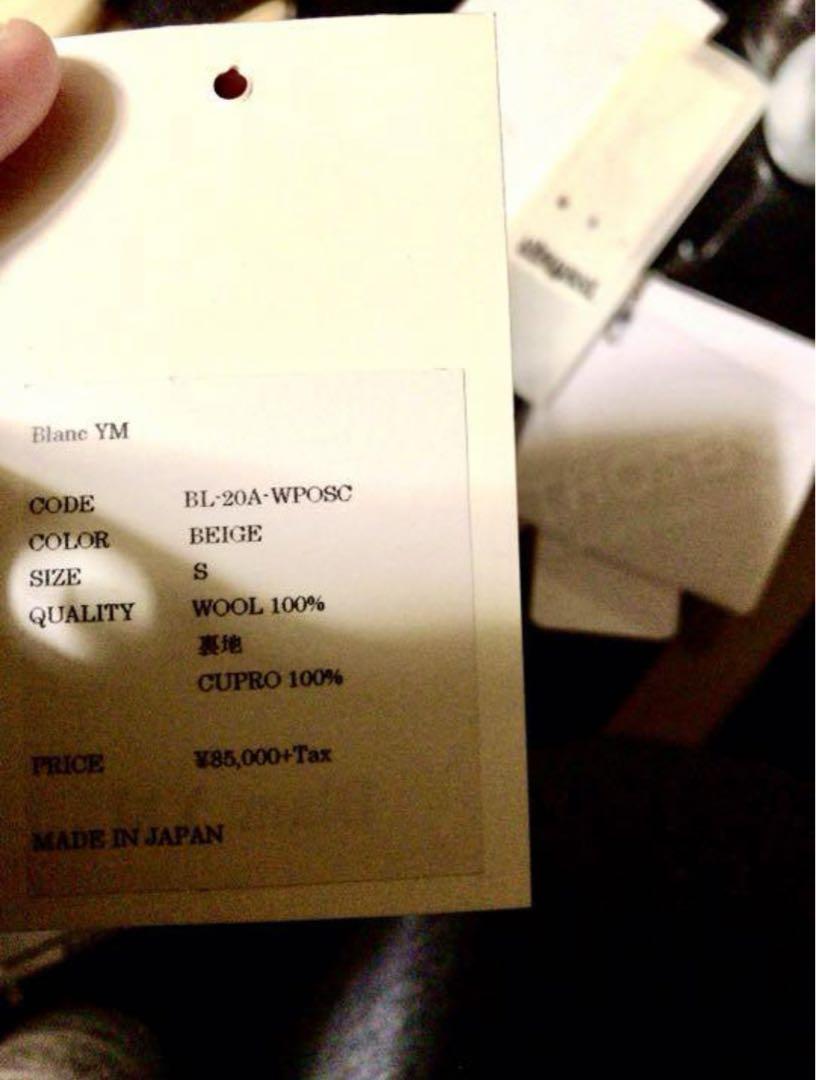 Blanc YM
CODE BL-20A-WPOSC
COLOR BEIGE
SIZE S
QUALITY WOOL 100%
裏地
CUPRO 100%
PRICE ¥85,000+Tax
MADE IN JAPAN